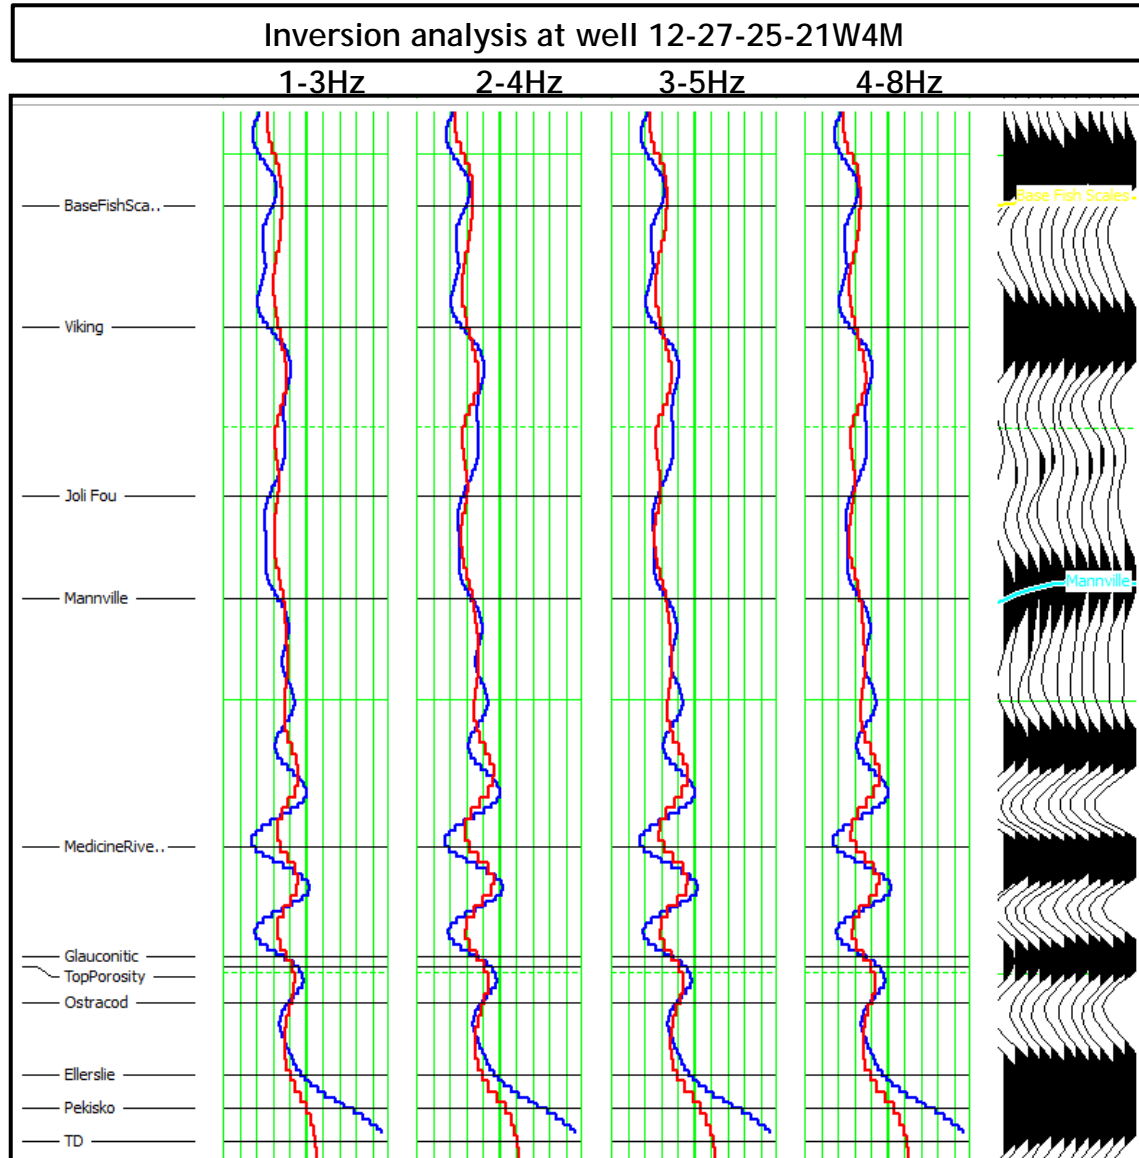 Inversion analysis at well 12-27-25-21W4M
1-3Hz 2-4Hz 3-5Hz 4-8Hz
BaseFishSca..
Base Fish Scales
Viking
Joli Fou
Mannville
Mannville
MedicineRive..
Glauconitic
TopPorosity
Ostracod
Ellerslie
Pekisko
TD